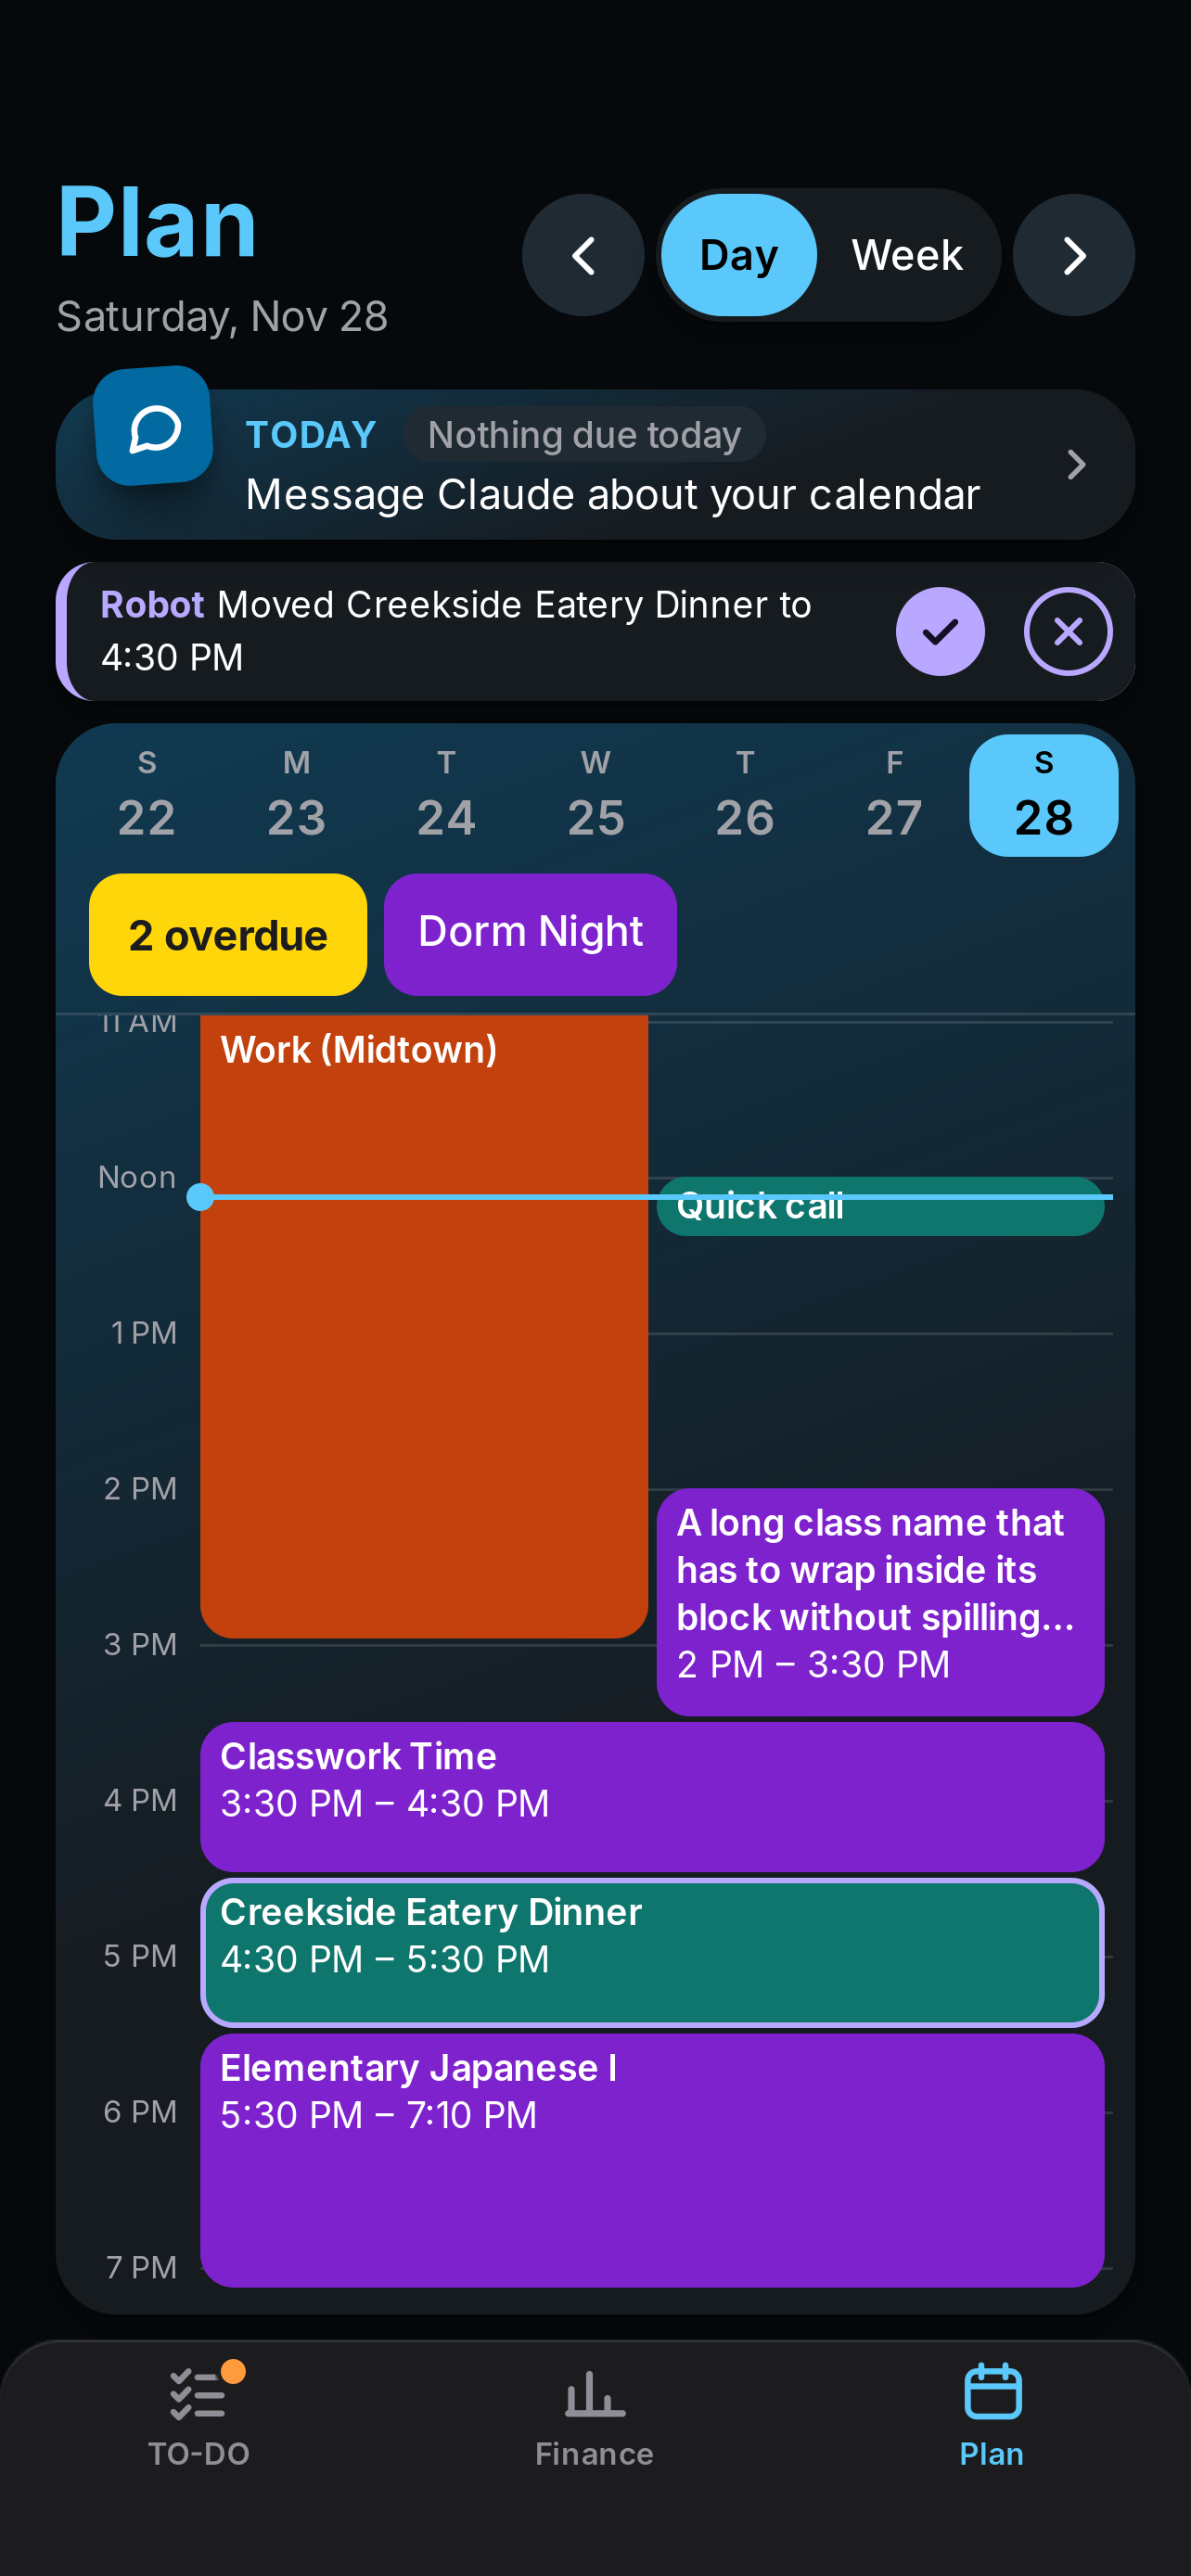 Plan
Day
Week
Saturday, Nov 28
TODAY
Nothing due today
Message Claude about your calendar
Robot Moved Creekside Eatery Dinner to
4:30 PM
S M T W T F S
22 23 24 25 26 27 28
2 overdue
Dorm Night
11 AM
Work (Midtown)
Noon
Quick call
1 PM
2 PM
A long class name that
has to wrap inside its
block without spilling…
2 PM – 3:30 PM
3 PM
Classwork Time
3:30 PM – 4:30 PM
4 PM
Creekside Eatery Dinner
4:30 PM – 5:30 PM
5 PM
Elementary Japanese I
5:30 PM – 7:10 PM
6 PM
7 PM
TO-DO
Finance
Plan